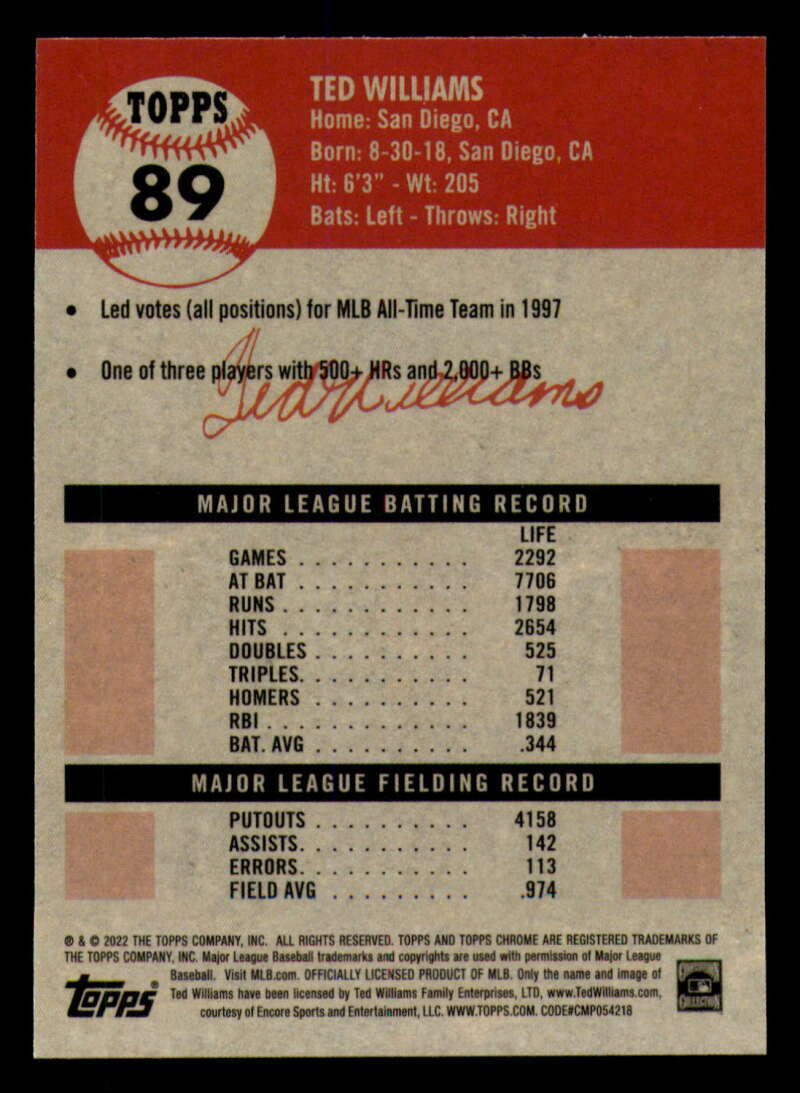 TOPPS
89
TED WILLIAMS
Home: San Diego, CA
Born: 8-30-18, San Diego, CA
Ht: 6'3" - Wt: 205
Bats: Left - Throws: Right
• Led votes (all positions) for MLB All-Time Team in 1997
• One of three players with 500+ HRs and 2,000+ BBs
Ted Williams
MAJOR LEAGUE BATTING RECORD
LIFE
GAMES . . . . . . . . . . . 2292
AT BAT . . . . . . . . . . . 7706
RUNS . . . . . . . . . . . . 1798
HITS . . . . . . . . . . . . 2654
DOUBLES . . . . . . . . . . 525
TRIPLES. . . . . . . . . . . 71
HOMERS . . . . . . . . . . 521
RBI . . . . . . . . . . . . . 1839
BAT. AVG . . . . . . . . . . .344
MAJOR LEAGUE FIELDING RECORD
PUTOUTS . . . . . . . . . . 4158
ASSISTS. . . . . . . . . . . 142
ERRORS. . . . . . . . . . . 113
FIELD AVG . . . . . . . . . .974
® & © 2022 THE TOPPS COMPANY, INC. ALL RIGHTS RESERVED. TOPPS AND TOPPS CHROME ARE REGISTERED TRADEMARKS OF
THE TOPPS COMPANY, INC. Major League Baseball trademarks and copyrights are used with permission of Major League
Baseball. Visit MLB.com. OFFICIALLY LICENSED PRODUCT OF MLB. Only the name and image of
Ted Williams have been licensed by Ted Williams Family Enterprises, LTD, www.TedWilliams.com,
courtesy of Encore Sports and Entertainment, LLC. WWW.TOPPS.COM. CODE#CMP054218
Topps®
COOPERSTOWN
COLLECTION